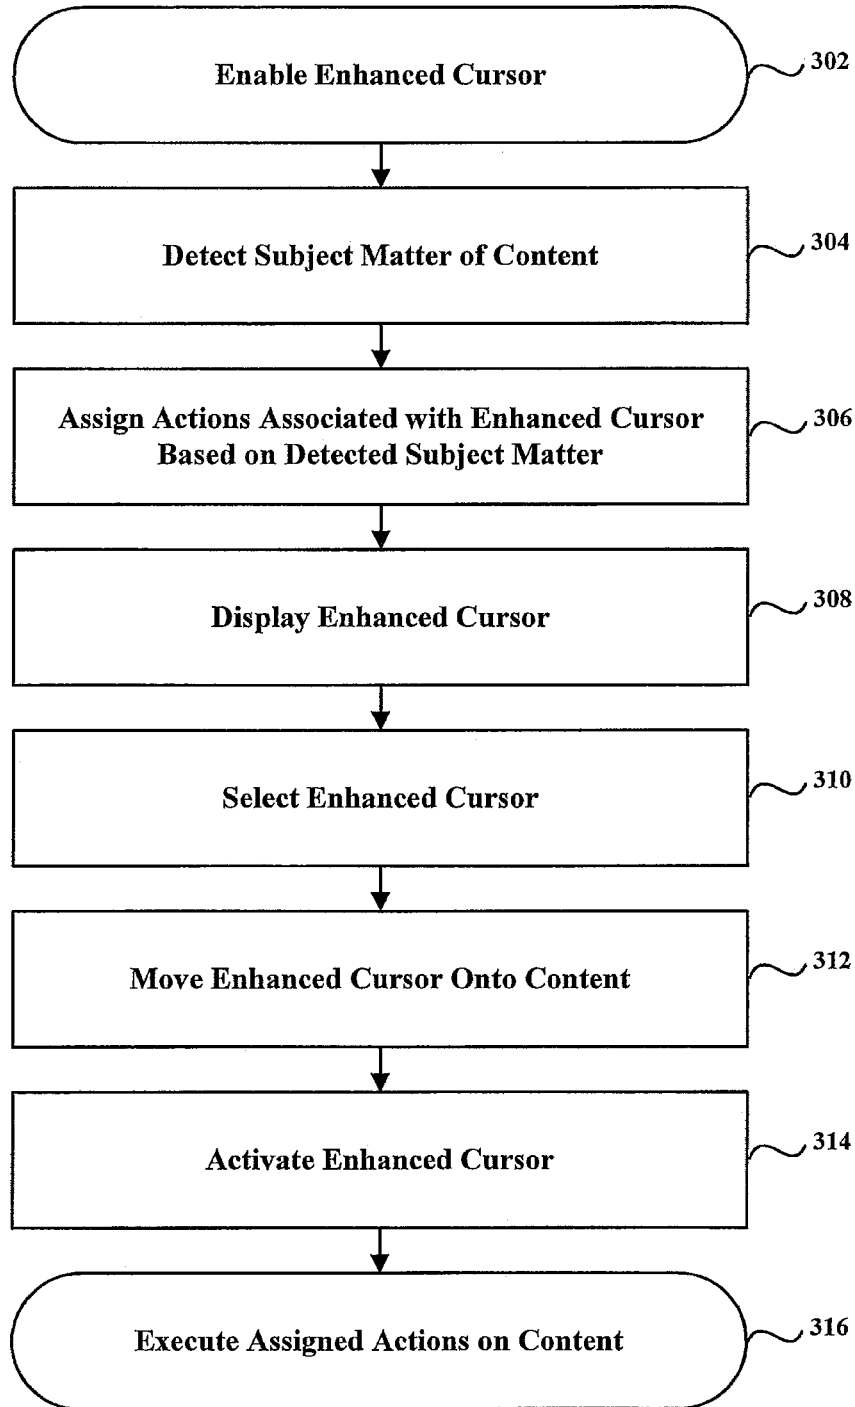 Enable Enhanced Cursor
302
Detect Subject Matter of Content
304
Assign Actions Associated with Enhanced Cursor
Based on Detected Subject Matter
306
Display Enhanced Cursor
308
Select Enhanced Cursor
310
Move Enhanced Cursor Onto Content
312
Activate Enhanced Cursor
314
Execute Assigned Actions on Content
316